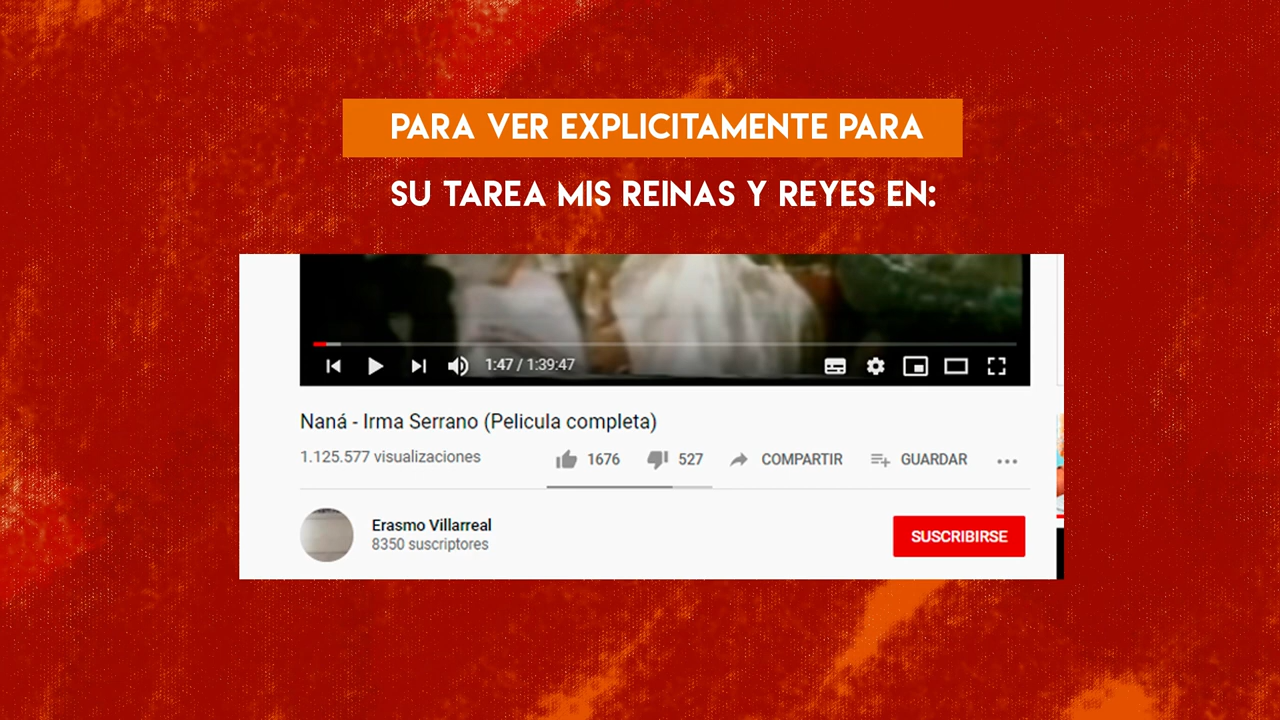 PARA VER EXPLICITAMENTE PARA
SU TAREA MIS REINAS Y REYES EN:
1:47 / 1:39:47
Naná - Irma Serrano (Pelicula completa)
1.125.577 visualizaciones
1676
527
COMPARTIR
GUARDAR
Erasmo Villarreal
8350 suscriptores
SUSCRIBIRSE